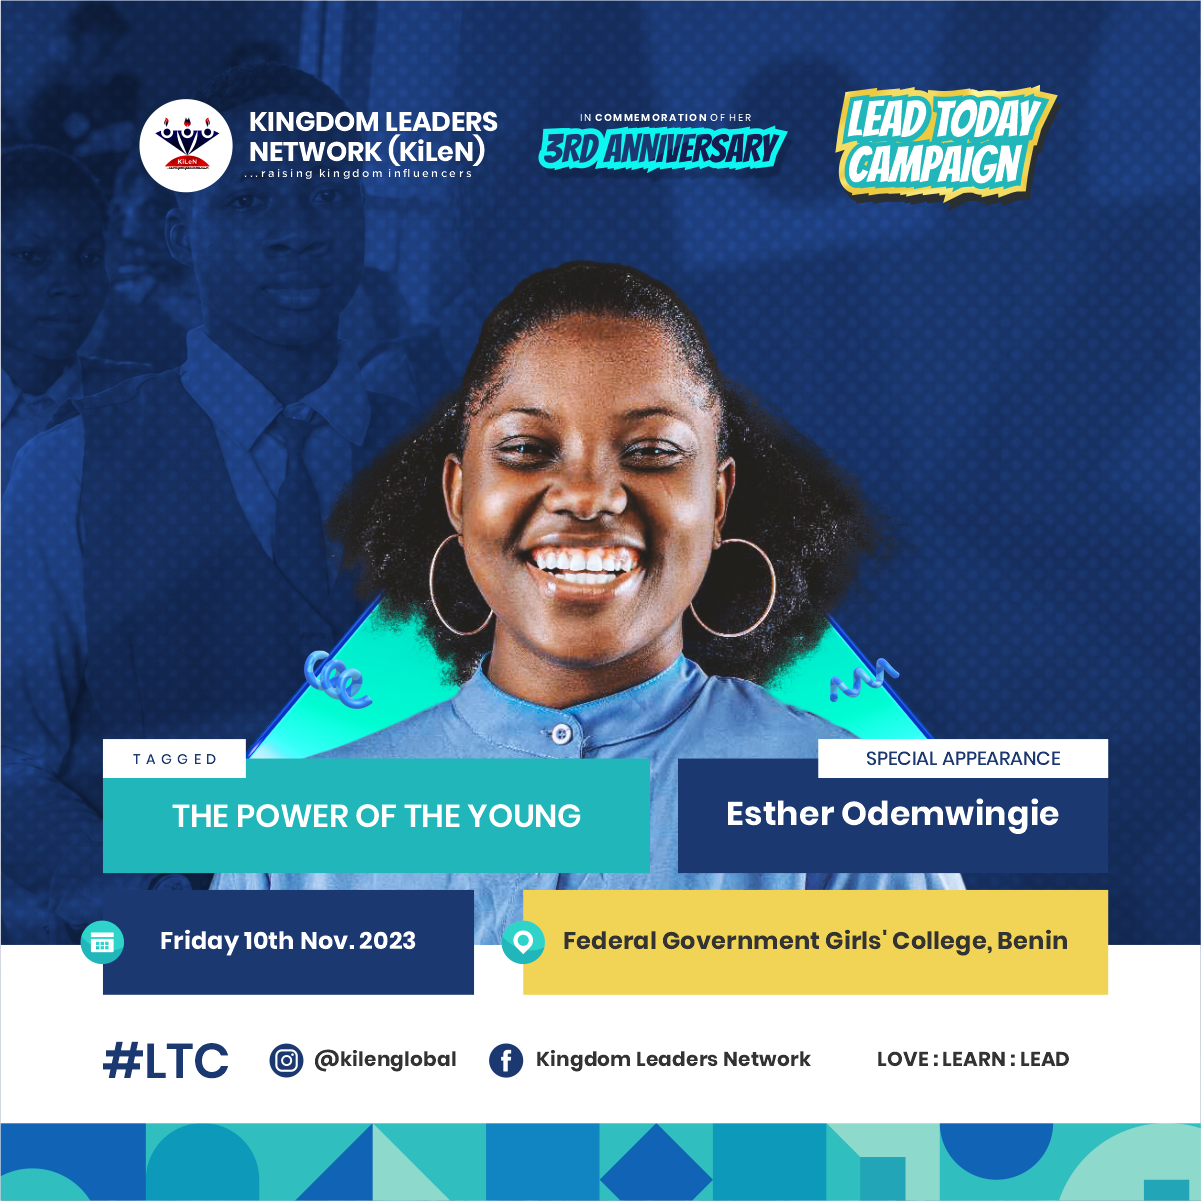 KINGDOM LEADERS
NETWORK (KiLeN)
...raising kingdom influencers
KiLeN
IN COMMEMORATION OF HER
3RD ANNIVERSARY
LEAD TODAY
CAMPAIGN
TAGGED
THE POWER OF THE YOUNG
SPECIAL APPEARANCE
Esther Odemwingie
Friday 10th Nov. 2023
Federal Government Girls' College, Benin
#LTC
@kilenglobal
Kingdom Leaders Network
LOVE : LEARN : LEAD